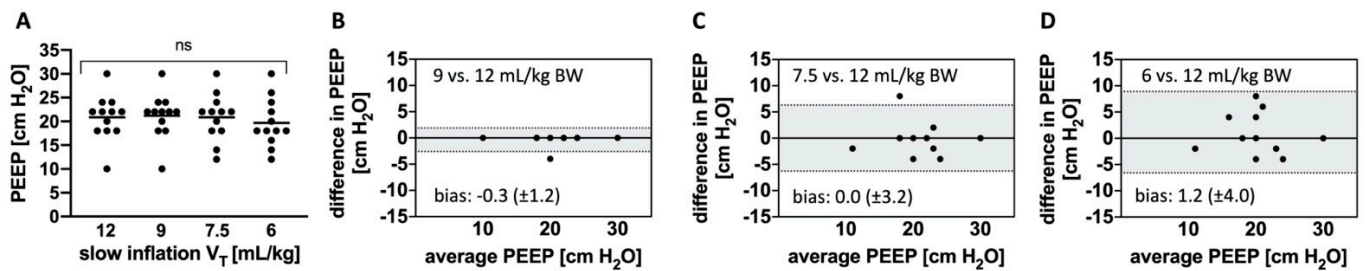 A
ns
PEEP [cm H₂O]
35
30
25
20
15
10
5
0
12 9 7.5 6
slow inflation V_T [mL/kg]
B
difference in PEEP
[cm H₂O]
15
10
5
0
-5
-10
-15
9 vs. 12 mL/kg BW
bias: -0.3 (±1.2)
10 20 30
average PEEP [cm H₂O]
C
difference in PEEP
[cm H₂O]
15
10
5
0
-5
-10
-15
7.5 vs. 12 mL/kg BW
bias: 0.0 (±3.2)
10 20 30
average PEEP [cm H₂O]
D
difference in PEEP
[cm H₂O]
15
10
5
0
-5
-10
-15
6 vs. 12 mL/kg BW
bias: 1.2 (±4.0)
10 20 30
average PEEP [cm H₂O]